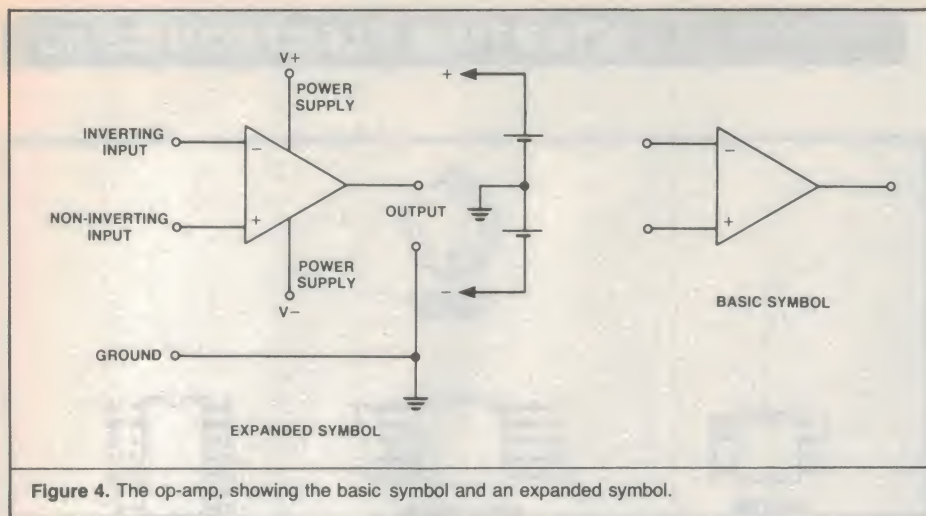 V+
POWER
SUPPLY
INVERTING
INPUT
−
NON-INVERTING
INPUT
+
OUTPUT
POWER
SUPPLY
V−
GROUND
EXPANDED SYMBOL
+
−
−
+
BASIC SYMBOL
Figure 4. The op-amp, showing the basic symbol and an expanded symbol.